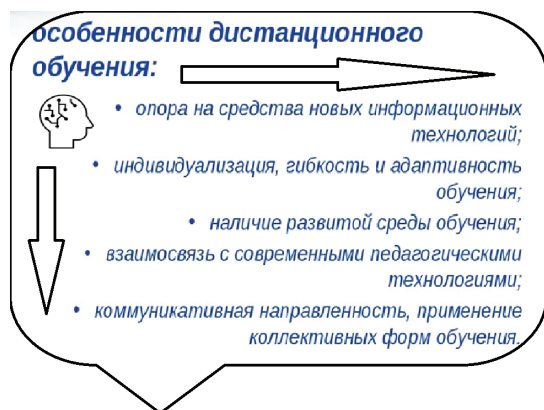 особенности дистанционного
обучения:
• опора на средства новых информационных
технологий;
• индивидуализация, гибкость и адаптивность
обучения;
• наличие развитой среды обучения;
• взаимосвязь с современными педагогическими
технологиями;
• коммуникативная направленность, применение
коллективных форм обучения.